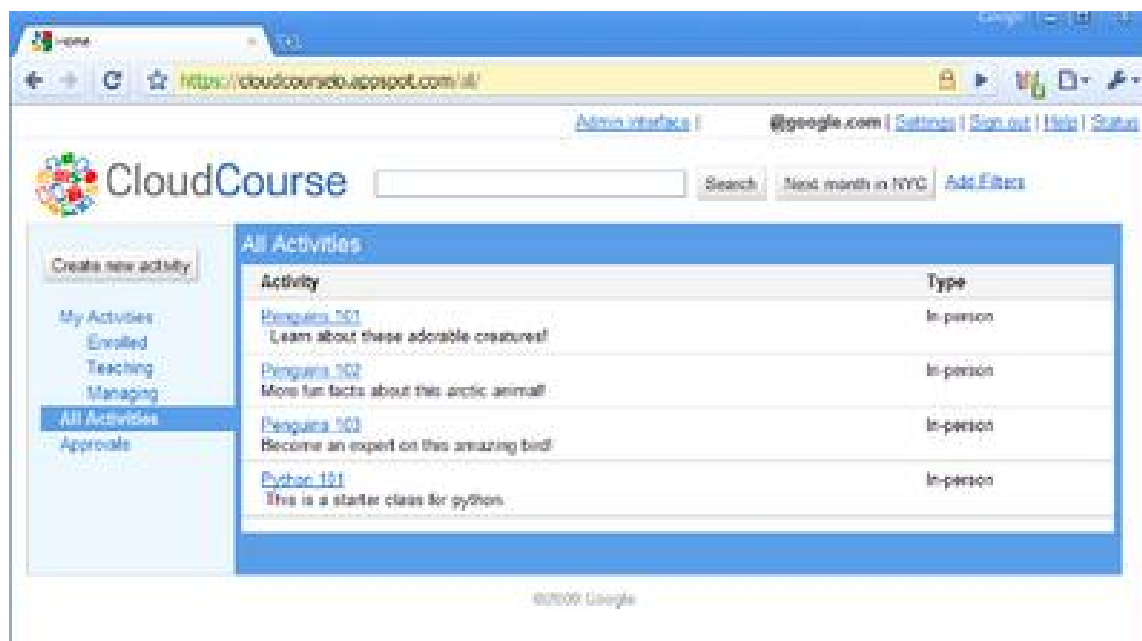 Google
Home
https://cloudcourselo.appspot.com/all/
Admin interface | @google.com | Settings | Sign out | Help | Status
CloudCourse Search Next month in NYC Add Filters
Create new activity
My Activities
Enrolled
Teaching
Managing
All Activities
Approvals
All Activities
Activity Type
Penguins 101 In-person
Learn about these adorable creatures!
Penguins 102 In-person
More fun facts about this arctic animal!
Penguins 103 In-person
Become an expert on this amazing bird!
Python 101 In-person
This is a starter class for python.
©2009 Google